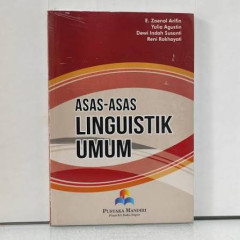 E. Zaenal Arifin
Yulia Agustin
Dewi Indah Susanti
Reni Rokhayati
ASAS-ASAS
LINGUISTIK
UMUM
PUSTAKA MANDIRI